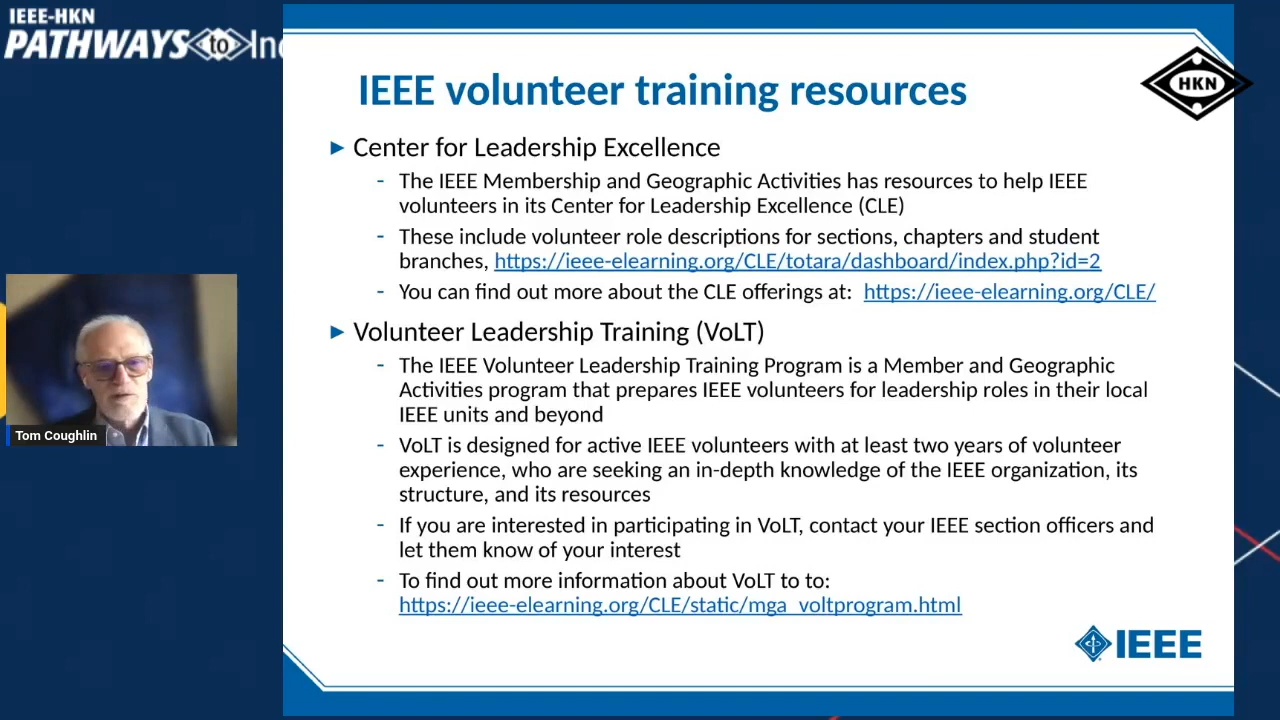 IEEE-HKN
PATHWAYS to Ind
IEEE volunteer training resources
HKN
Center for Leadership Excellence
- The IEEE Membership and Geographic Activities has resources to help IEEE
volunteers in its Center for Leadership Excellence (CLE)
- These include volunteer role descriptions for sections, chapters and student
branches, https://ieee-elearning.org/CLE/totara/dashboard/index.php?id=2
- You can find out more about the CLE offerings at: https://ieee-elearning.org/CLE/
Volunteer Leadership Training (VoLT)
- The IEEE Volunteer Leadership Training Program is a Member and Geographic
Activities program that prepares IEEE volunteers for leadership roles in their local
IEEE units and beyond
- VoLT is designed for active IEEE volunteers with at least two years of volunteer
experience, who are seeking an in-depth knowledge of the IEEE organization, its
structure, and its resources
- If you are interested in participating in VoLT, contact your IEEE section officers and
let them know of your interest
- To find out more information about VoLT to to:
https://ieee-elearning.org/CLE/static/mga_voltprogram.html
Tom Coughlin
IEEE